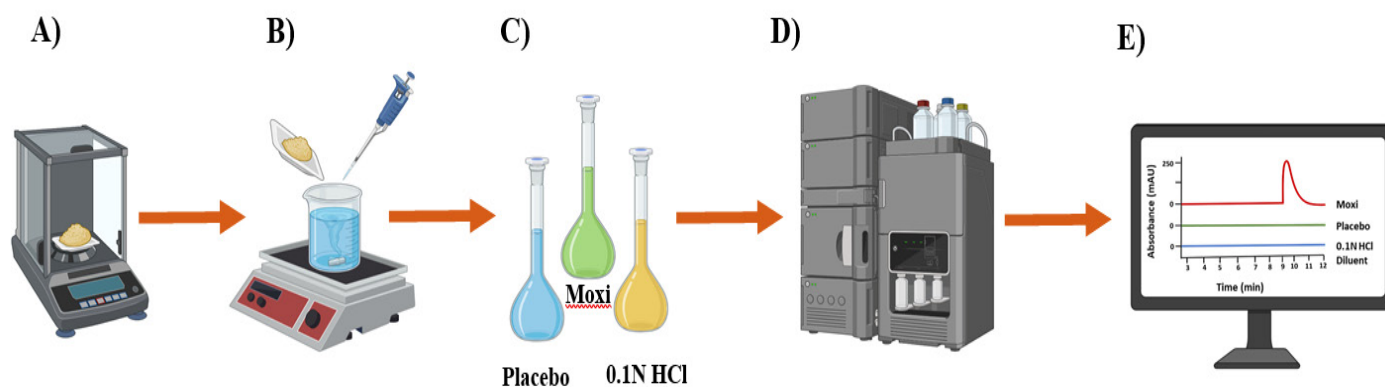 A)
B)
C)
D)
E)
Moxi
Placebo
0.1N HCl
Absorbance (mAU)
250
0
0
0
Moxi
Placebo
0.1N HCl
Diluent
3 4 5 6 7 8 9 10 11 12
Time (min)